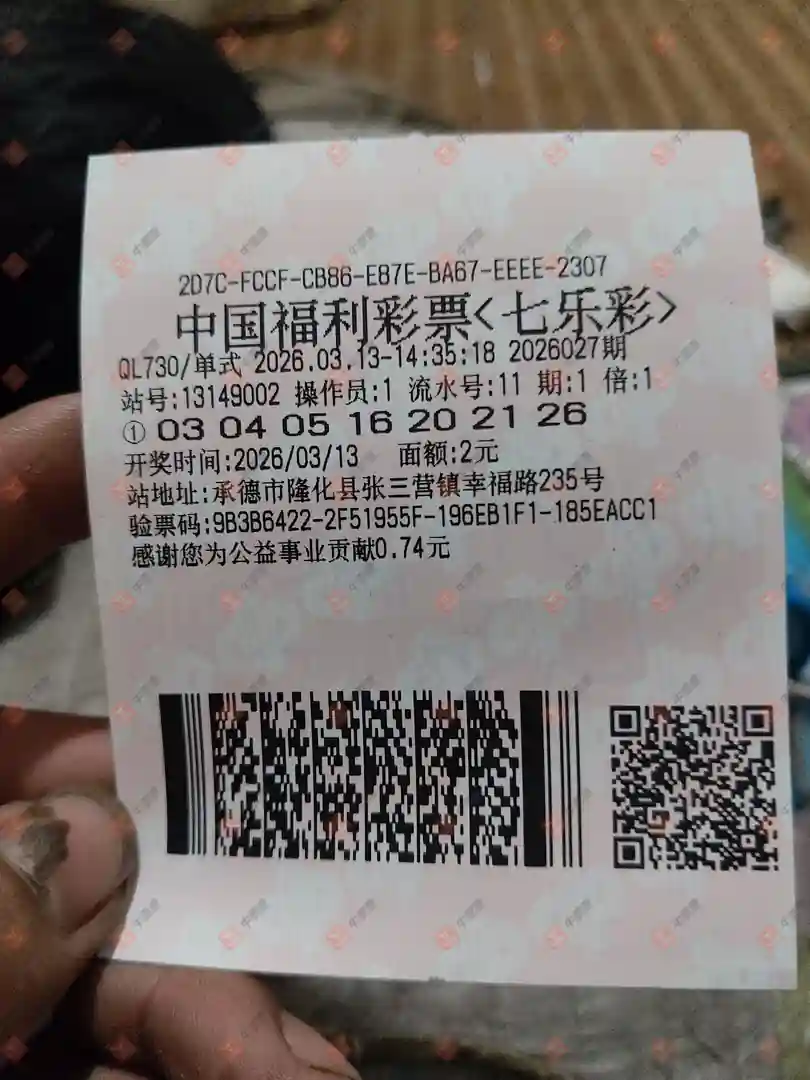 2D7C-FCCF-CB86-E87E-BA67-EEEE-2307
中国福利彩票<七乐彩>
QL730/单式 2026.03.13-14:35:18 2026027期
站号:13149002 操作员:1 流水号:11 期:1 倍:1
① 03 04 05 16 20 21 26
开奖时间:2026/03/13 面额:2元
站地址:承德市隆化县张三营镇幸福路235号
验票码:9B3B6422-2F51955F-196EB1F1-185EACC1
感谢您为公益事业贡献0.74元